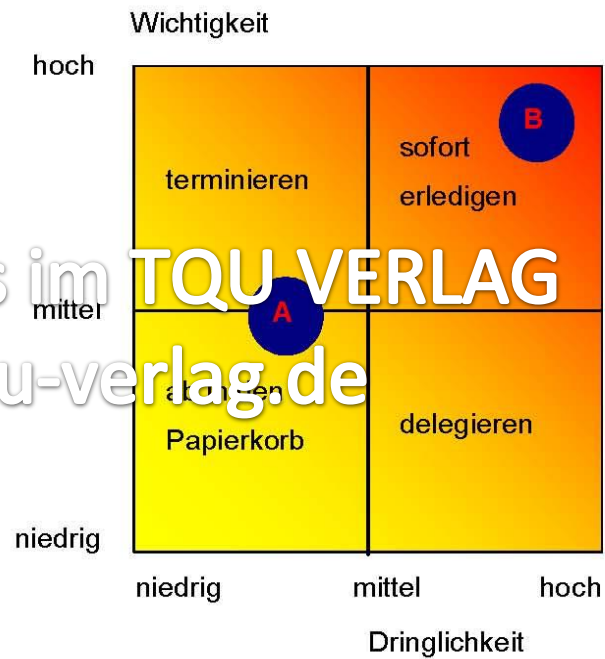 Wichtigkeit
hoch
B
sofort
erledigen
terminieren
im TQU VERLAG
mittel
A
u-verlag.de
Papierkorb
delegieren
niedrig
niedrig mittel hoch
Dringlichkeit